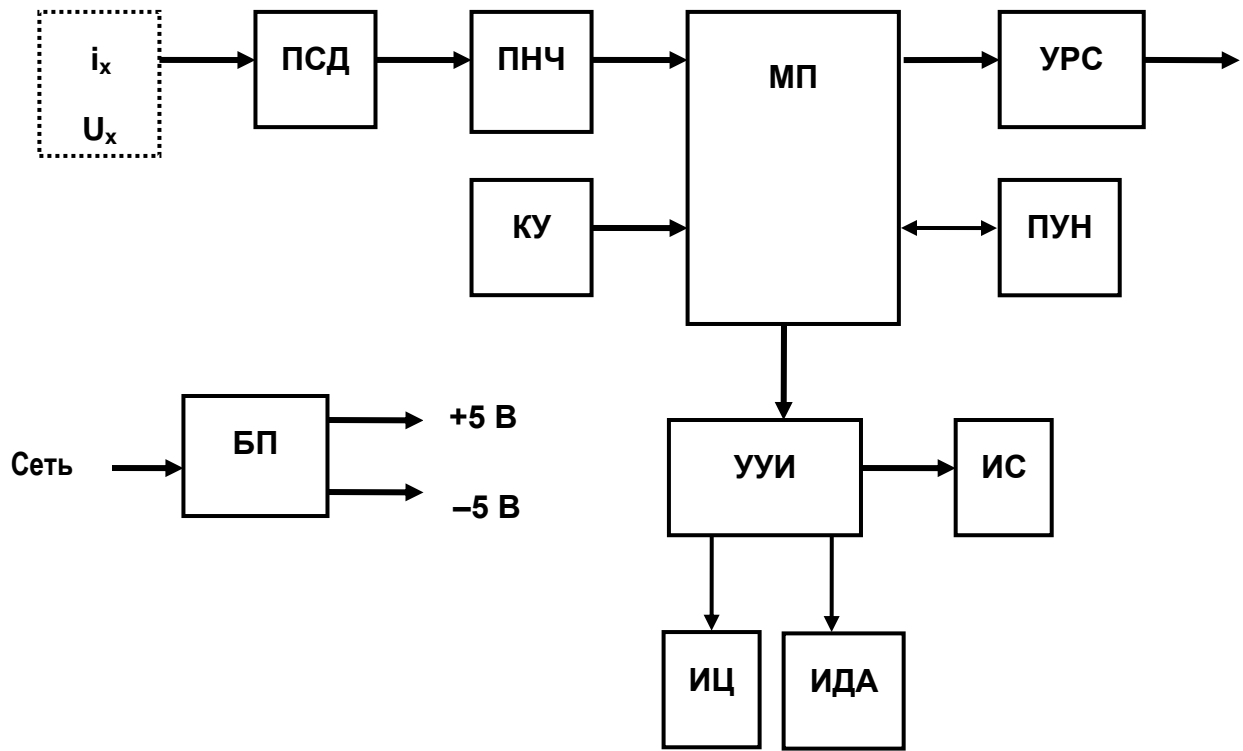 iₓ
Uₓ
ПСД
ПНЧ
МП
УРС
КУ
ПУН
Сеть
БП
+5 В
–5 В
УУИ
ИС
ИЦ
ИДА